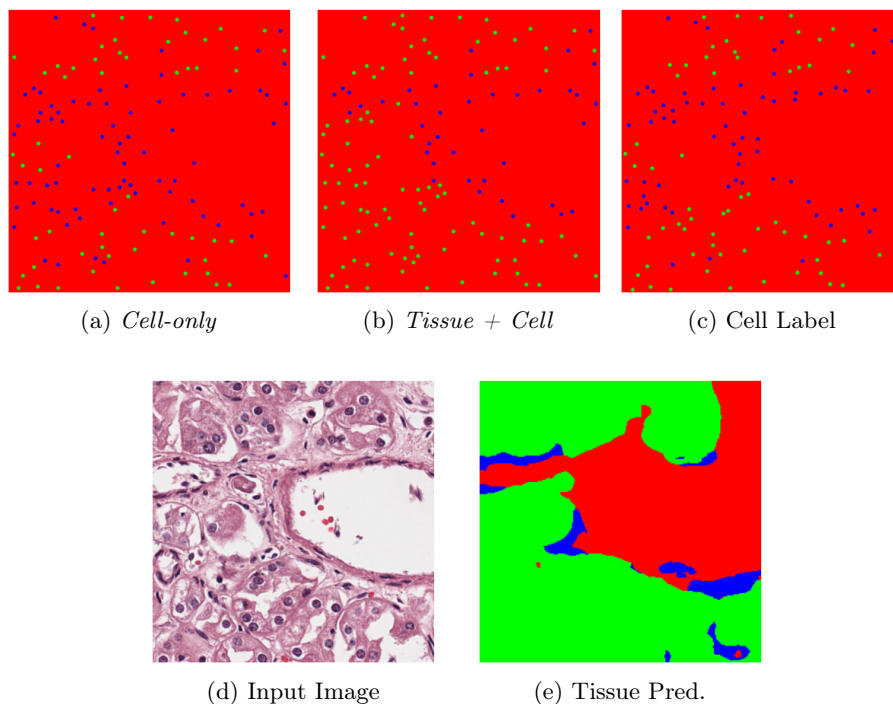 (a) Cell-only
(b) Tissue + Cell
(c) Cell Label
(d) Input Image
(e) Tissue Pred.